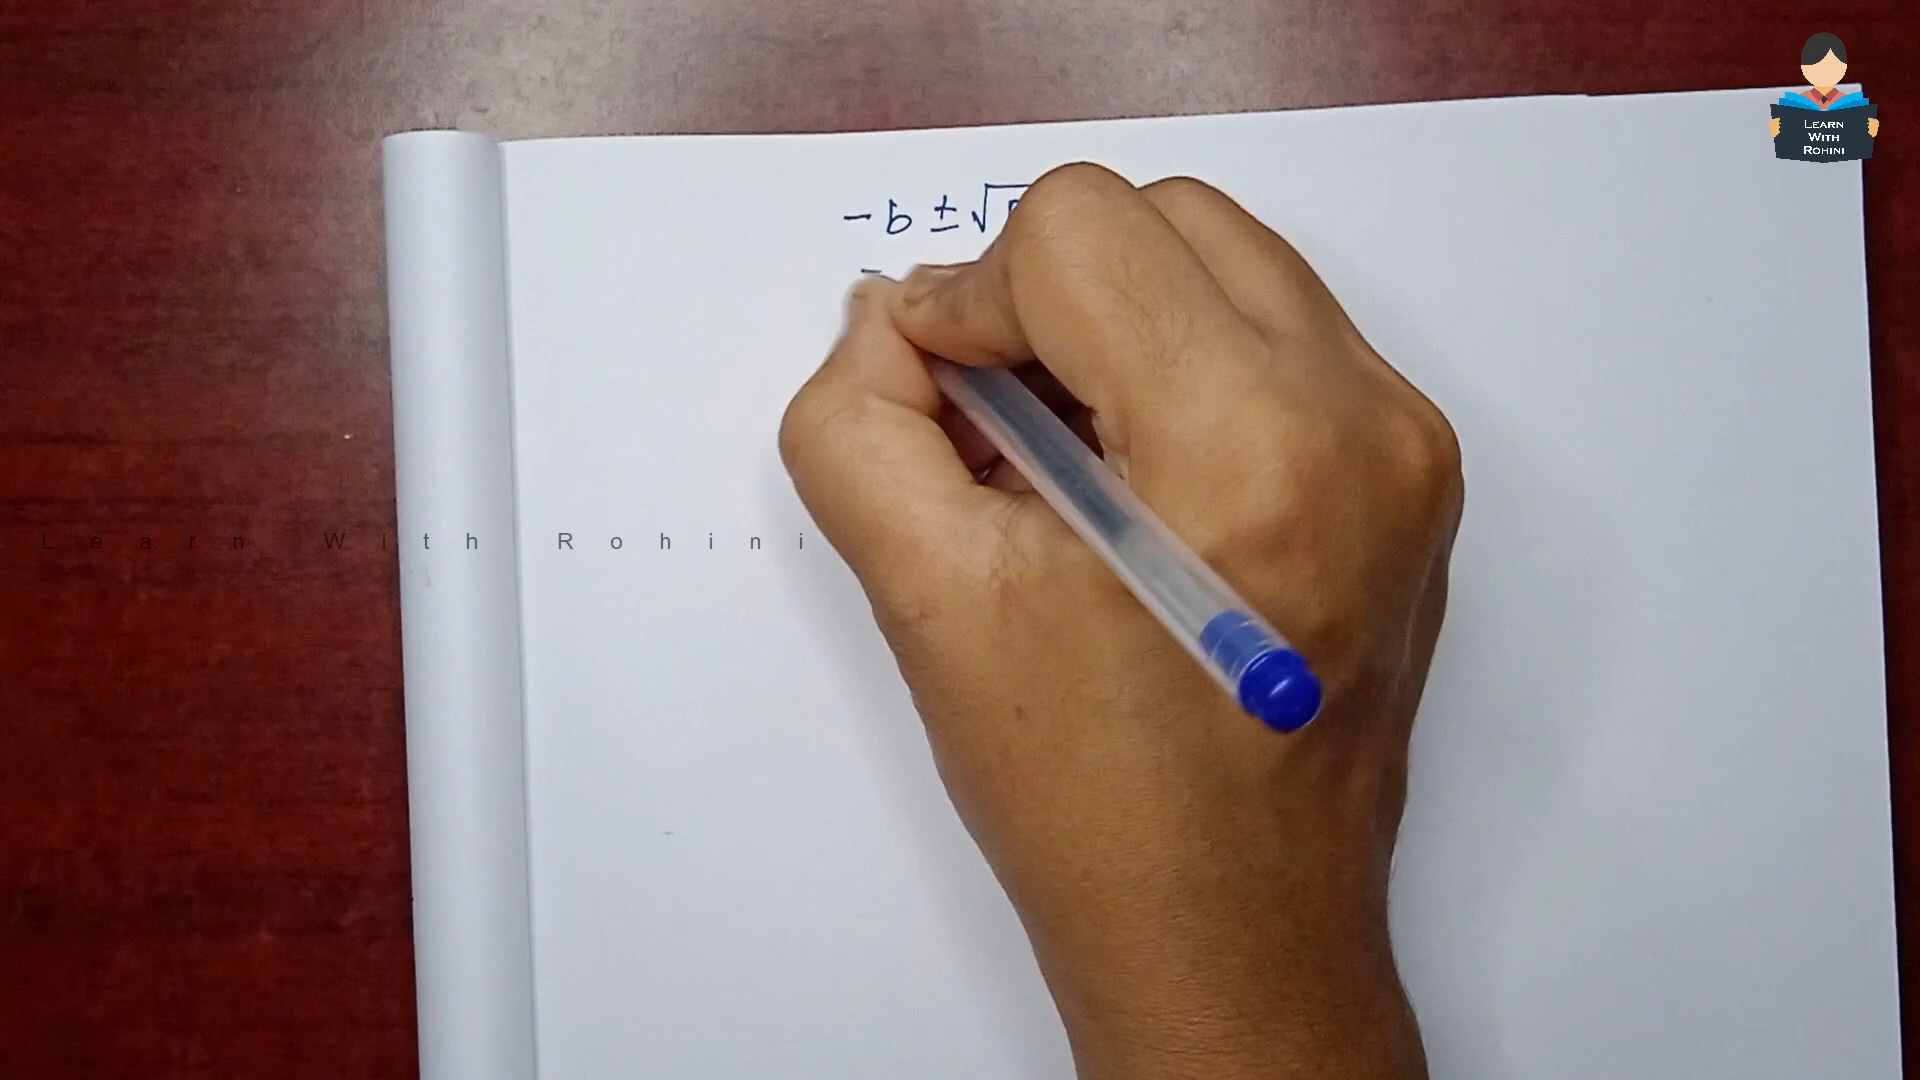 LEARN
WITH
ROHINI
- b ± √
Learn With Rohini